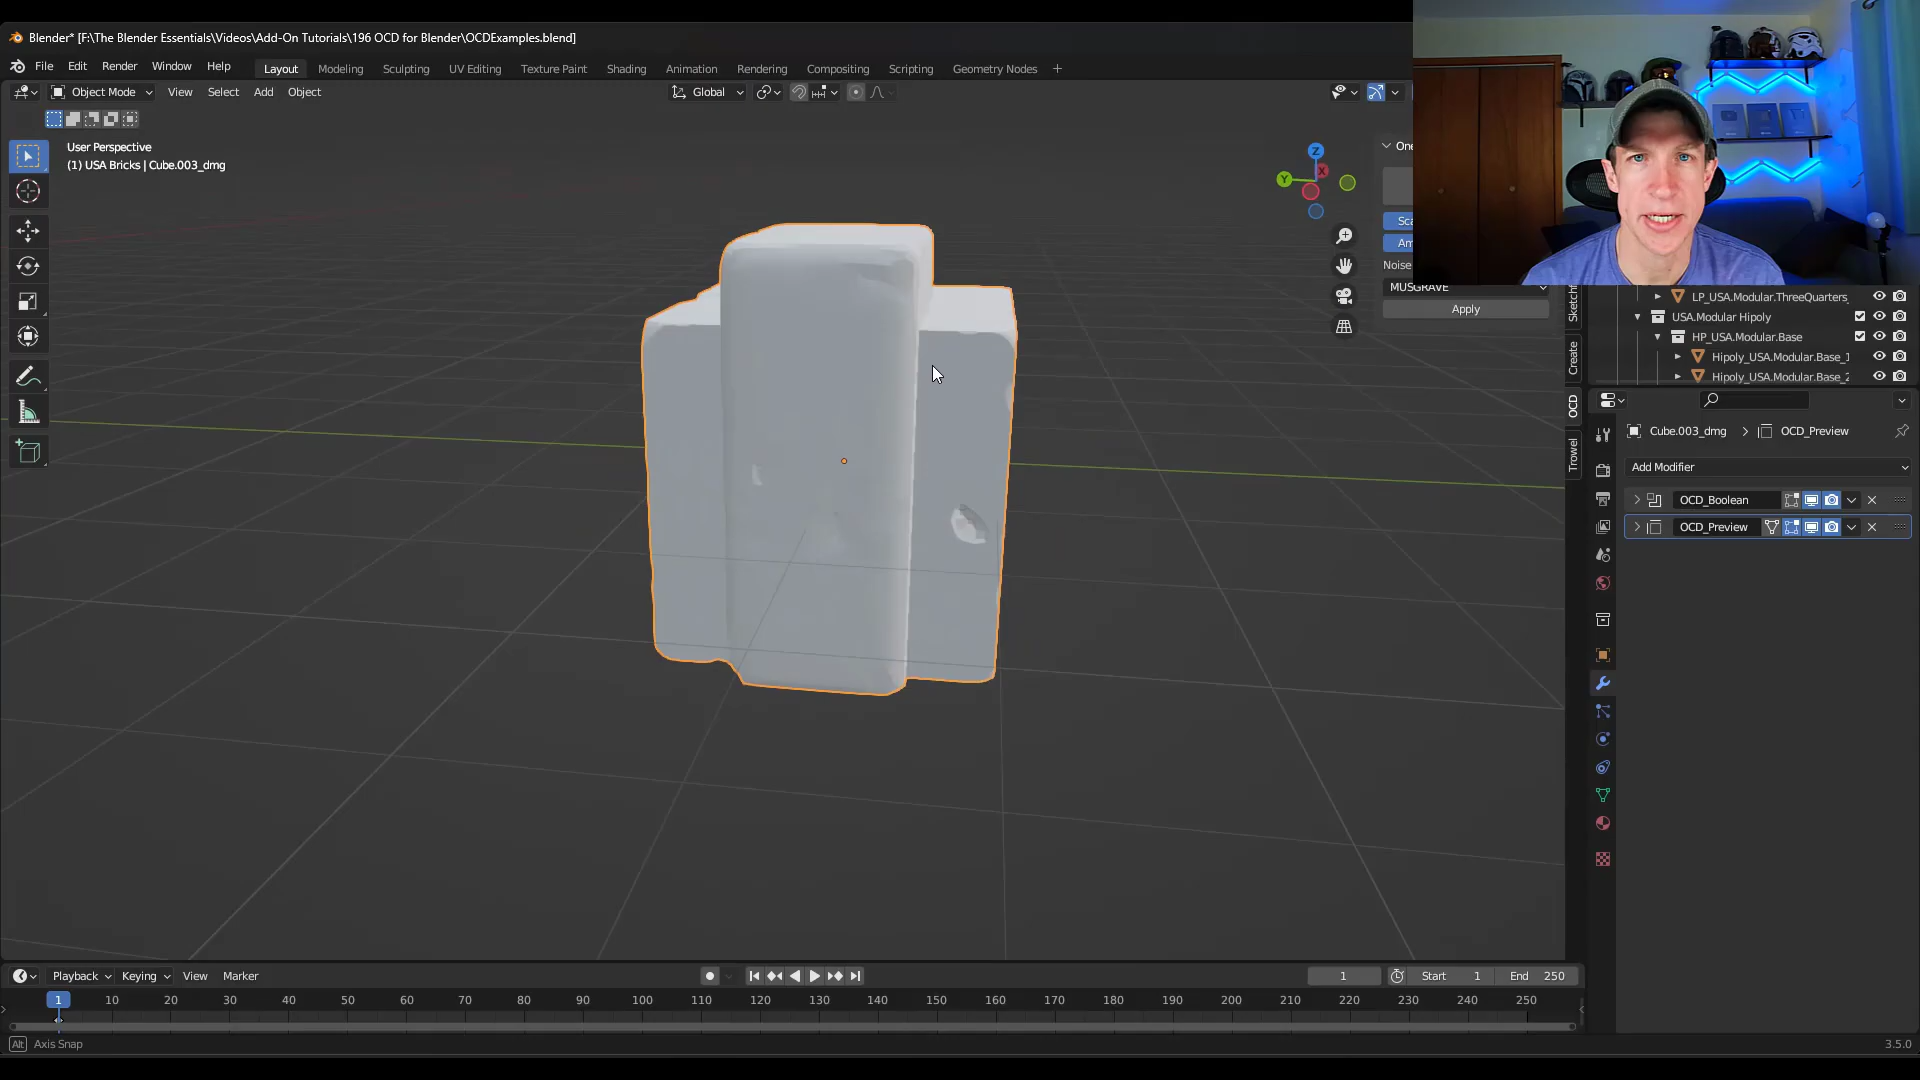 Blender* [F:\The Blender Essentials\Videos\Add-On Tutorials\196 OCD for Blender\OCDExamples.blend]
File Edit Render Window Help Layout Modeling Sculpting UV Editing Texture Paint Shading Animation Rendering Compositing Scripting Geometry Nodes +
Object Mode View Select Add Object Global
User Perspective
(1) USA Bricks | Cube.003_dmg
Z
X
Y
One
Sca
Am
Noise
MUSGRAVE
Apply
Sketchf
Create
OCD
Trowel
LP_USA.Modular.ThreeQuarters_
USA.Modular Hipoly
HP_USA.Modular.Base
Hipoly_USA.Modular.Base_1
Hipoly_USA.Modular.Base_2
Cube.003_dmg > OCD_Preview
Add Modifier
OCD_Boolean
OCD_Preview
Playback Keying View Marker 1 Start 1 End 250
1 10 20 30 40 50 60 70 80 90 100 110 120 130 140 150 160 170 180 190 200 210 220 230 240 250
Alt Axis Snap 3.5.0